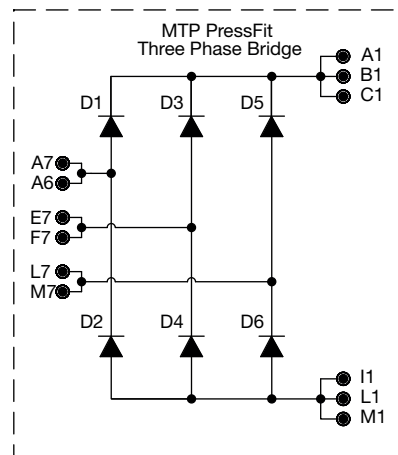 MTP PressFit
Three Phase Bridge
A1
B1
C1
D1 D3 D5
A7
A6
E7
F7
L7
M7
D2 D4 D6
I1
L1
M1